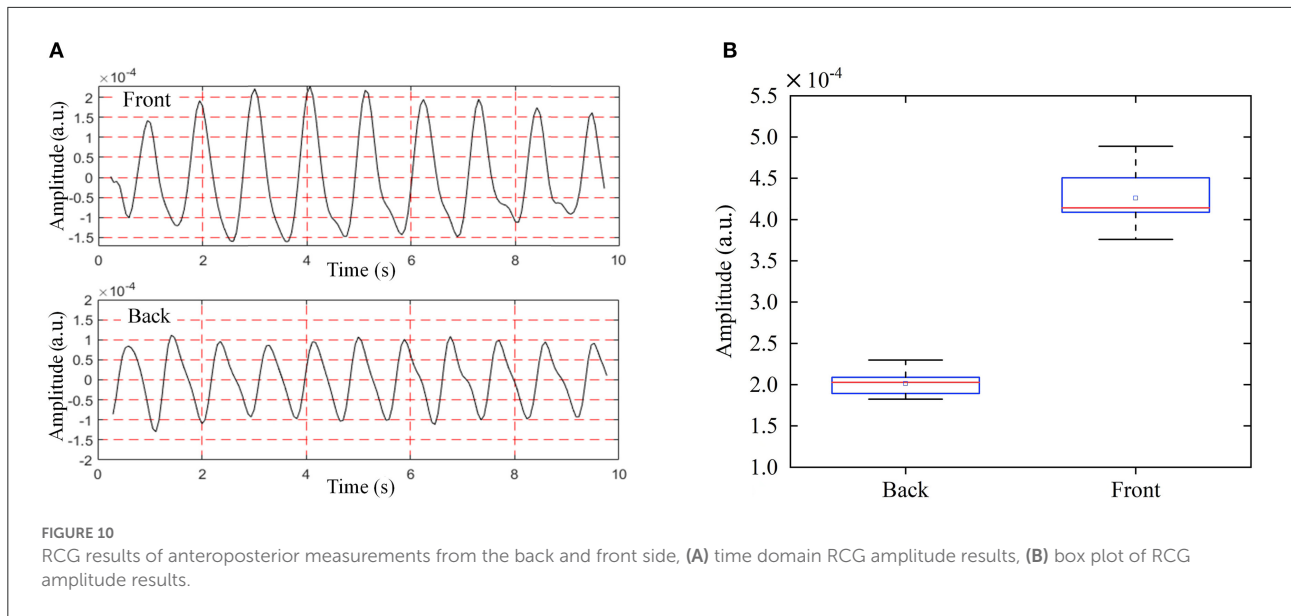 A
×10⁻⁴
Front
Amplitude (a.u.)
2
1.5
1
0.5
0
-0.5
-1
-1.5
0 2 4 6 8 10
Time (s)
×10⁻⁴
Back
Amplitude (a.u.)
2
1.5
1
0.5
0
-0.5
-1
-1.5
-2
0 2 4 6 8 10
Time (s)
B
× 10⁻⁴
Amplitude (a.u.)
5.5
5.0
4.5
4.0
3.5
3.0
2.5
2.0
1.5
1.0
Back Front
FIGURE 10
RCG results of anteroposterior measurements from the back and front side, (A) time domain RCG amplitude results, (B) box plot of RCG
amplitude results.